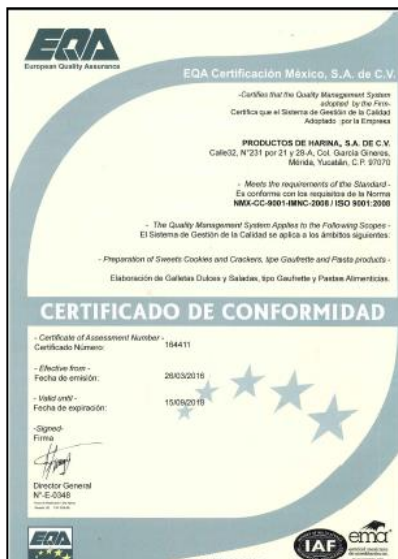 EQA
European Quality Assurance
EQA Certificación México, S.A. de C.V.
-Certifies that the Quality Management System
adopted by the Firm-
Certifica que el Sistema de Gestión de la Calidad
Adoptado por la Empresa
PRODUCTOS DE HARINA, S.A. DE C.V.
Calle32, N°231 por 21 y 28-A, Col. García Gineres,
Mérida, Yucatán, C.P. 97070
- Meets the requirements of the Standard -
Es conforme con los requisitos de la Norma
NMX-CC-9001-IMNC-2008 / ISO 9001:2008
- The Quality Management System Applies to the Following Scopes -
El Sistema de Gestión de la Calidad se aplica a los ámbitos siguientes:
- Preparation of Sweets Cookies and Crackers, tipe Gaufrette and Pasta products -
Elaboración de Galletas Dulces y Saladas, tipo Gaufrette y Pastas Alimenticias.
CERTIFICADO DE CONFORMIDAD
- Certificate of Assessment Number -
Certificado Número: 164411
- Efective from -
Fecha de emisión: 26/03/2016
- Valid until -
Fecha de expiración: 15/09/2018
-Signed-
Firma
Director General
N°-E-0348
EQA
IAF
ema